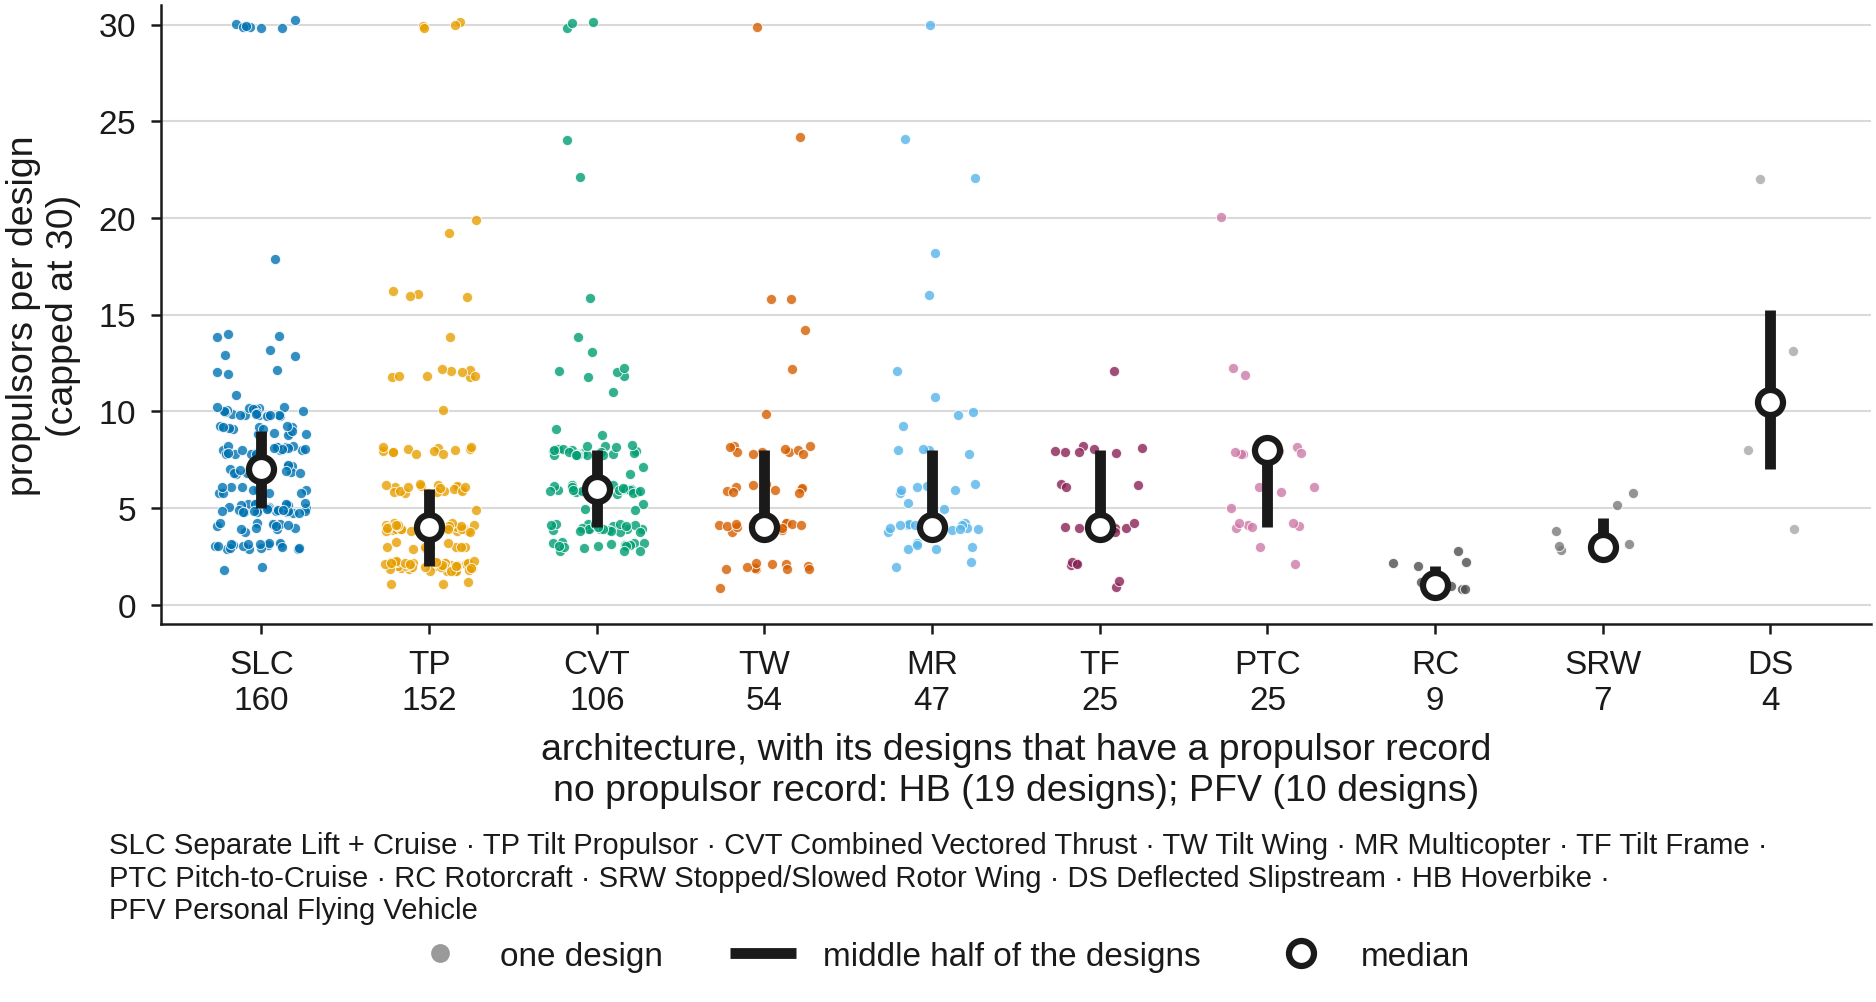 propulsors per design
(capped at 30)
30
25
20
15
10
5
0
SLC TP CVT TW MR TF PTC RC SRW DS
160 152 106 54 47 25 25 9 7 4
architecture, with its designs that have a propulsor record
no propulsor record: HB (19 designs); PFV (10 designs)
SLC Separate Lift + Cruise · TP Tilt Propulsor · CVT Combined Vectored Thrust · TW Tilt Wing · MR Multicopter · TF Tilt Frame ·
PTC Pitch-to-Cruise · RC Rotorcraft · SRW Stopped/Slowed Rotor Wing · DS Deflected Slipstream · HB Hoverbike ·
PFV Personal Flying Vehicle
one design middle half of the designs median